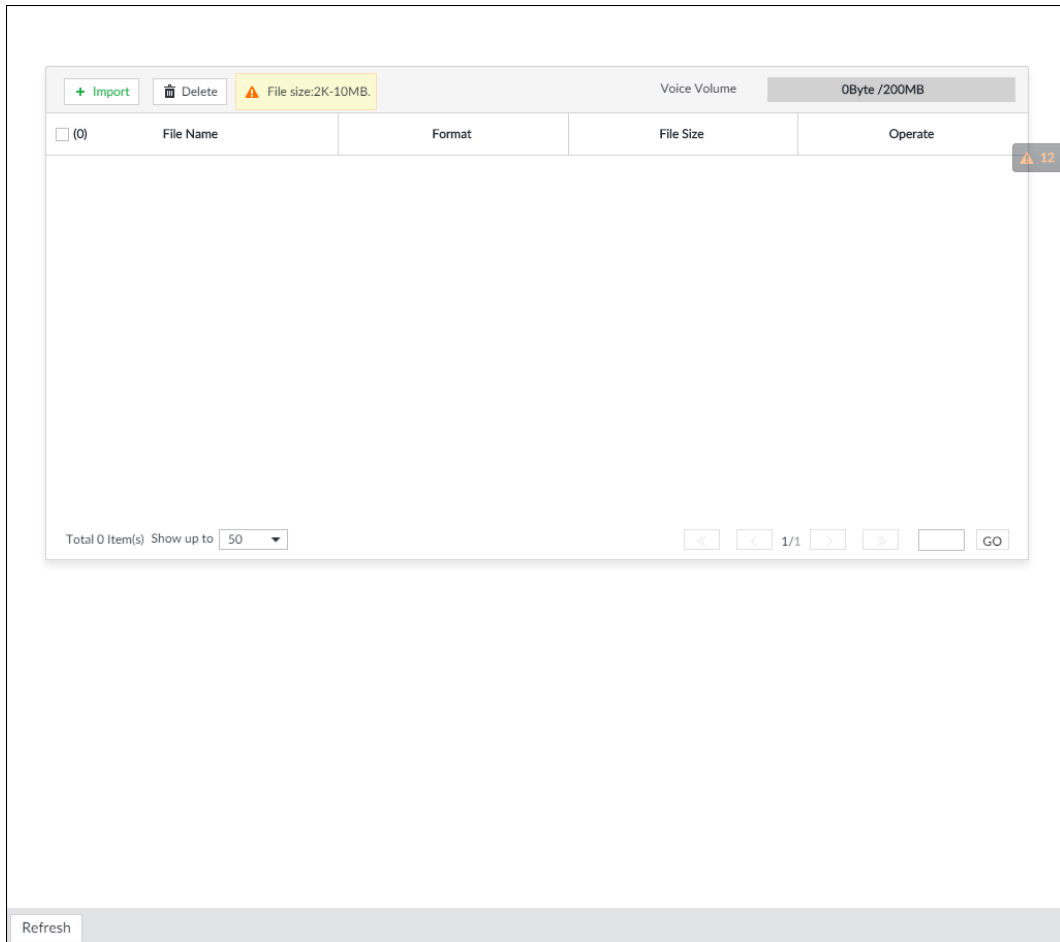 + Import Delete File size:2K-10MB. Voice Volume 0Byte /200MB
(0) File Name Format File Size Operate
12
Total 0 Item(s) Show up to 50 1/1 GO
Refresh